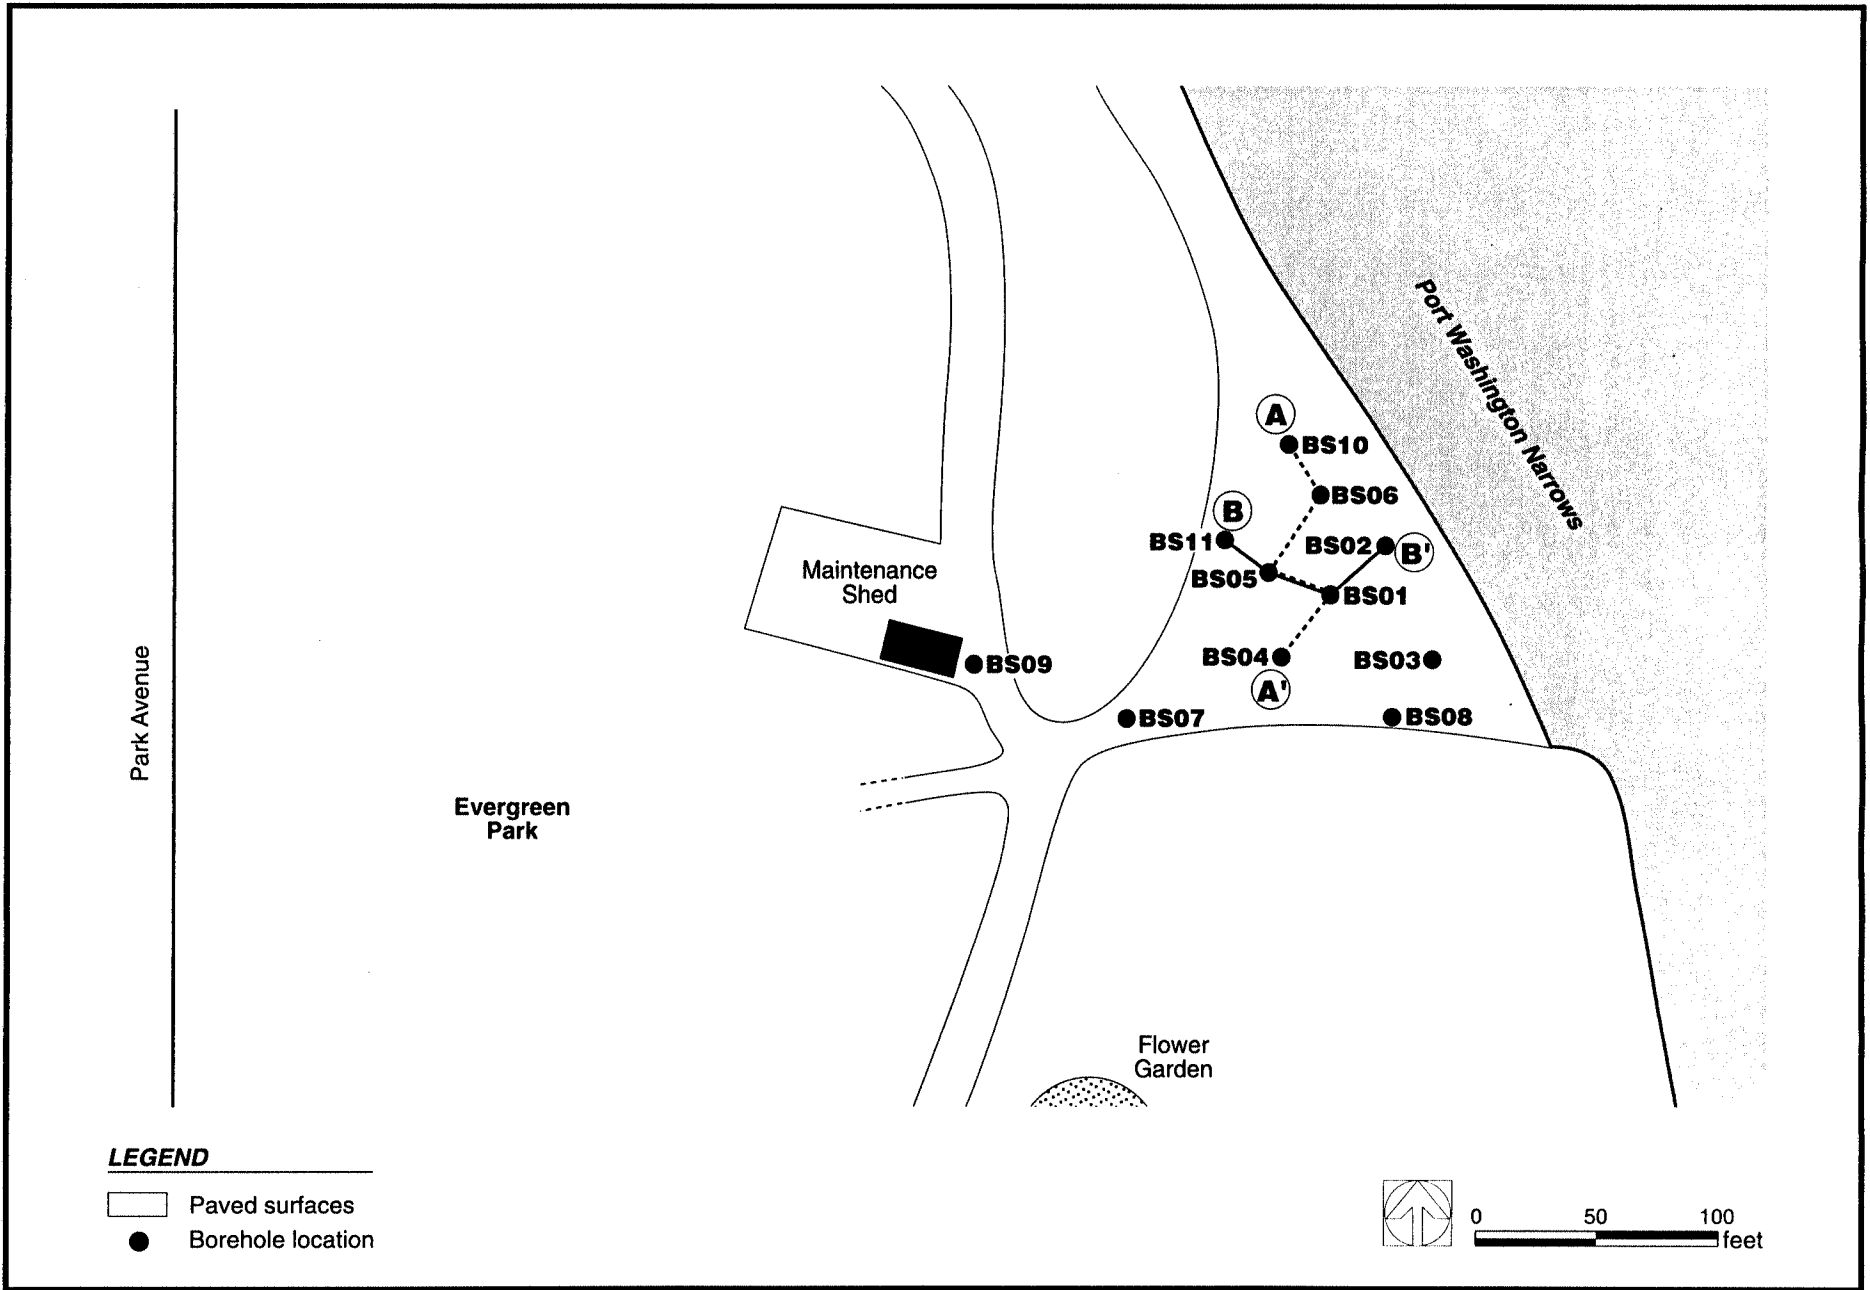 Port Washington Narrows
A
BS10
BS06
B
BS11
BS02
B'
BS05
BS01
Maintenance
Shed
BS04
BS03
BS09
A'
BS07
BS08
Park Avenue
Evergreen
Park
Flower
Garden
LEGEND
Paved surfaces
Borehole location
0 50 100
feet